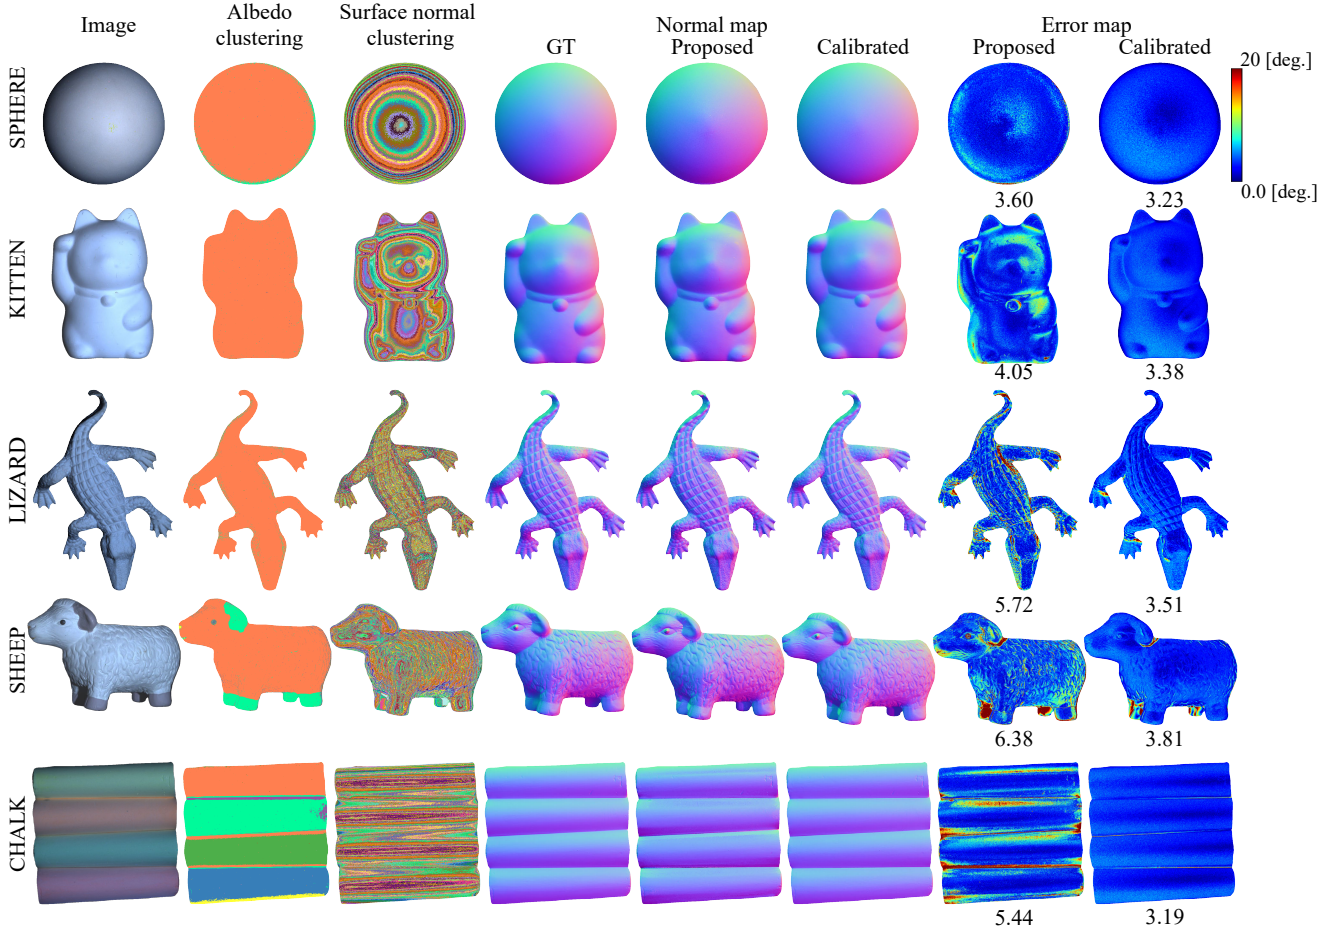 Image
Albedo
clustering
Surface normal
clustering
Normal map
GT
Proposed
Calibrated
Error map
Proposed
Calibrated
20 [deg.]
0.0 [deg.]
SPHERE
3.60
3.23
KITTEN
4.05
3.38
LIZARD
5.72
3.51
SHEEP
6.38
3.81
CHALK
5.44
3.19